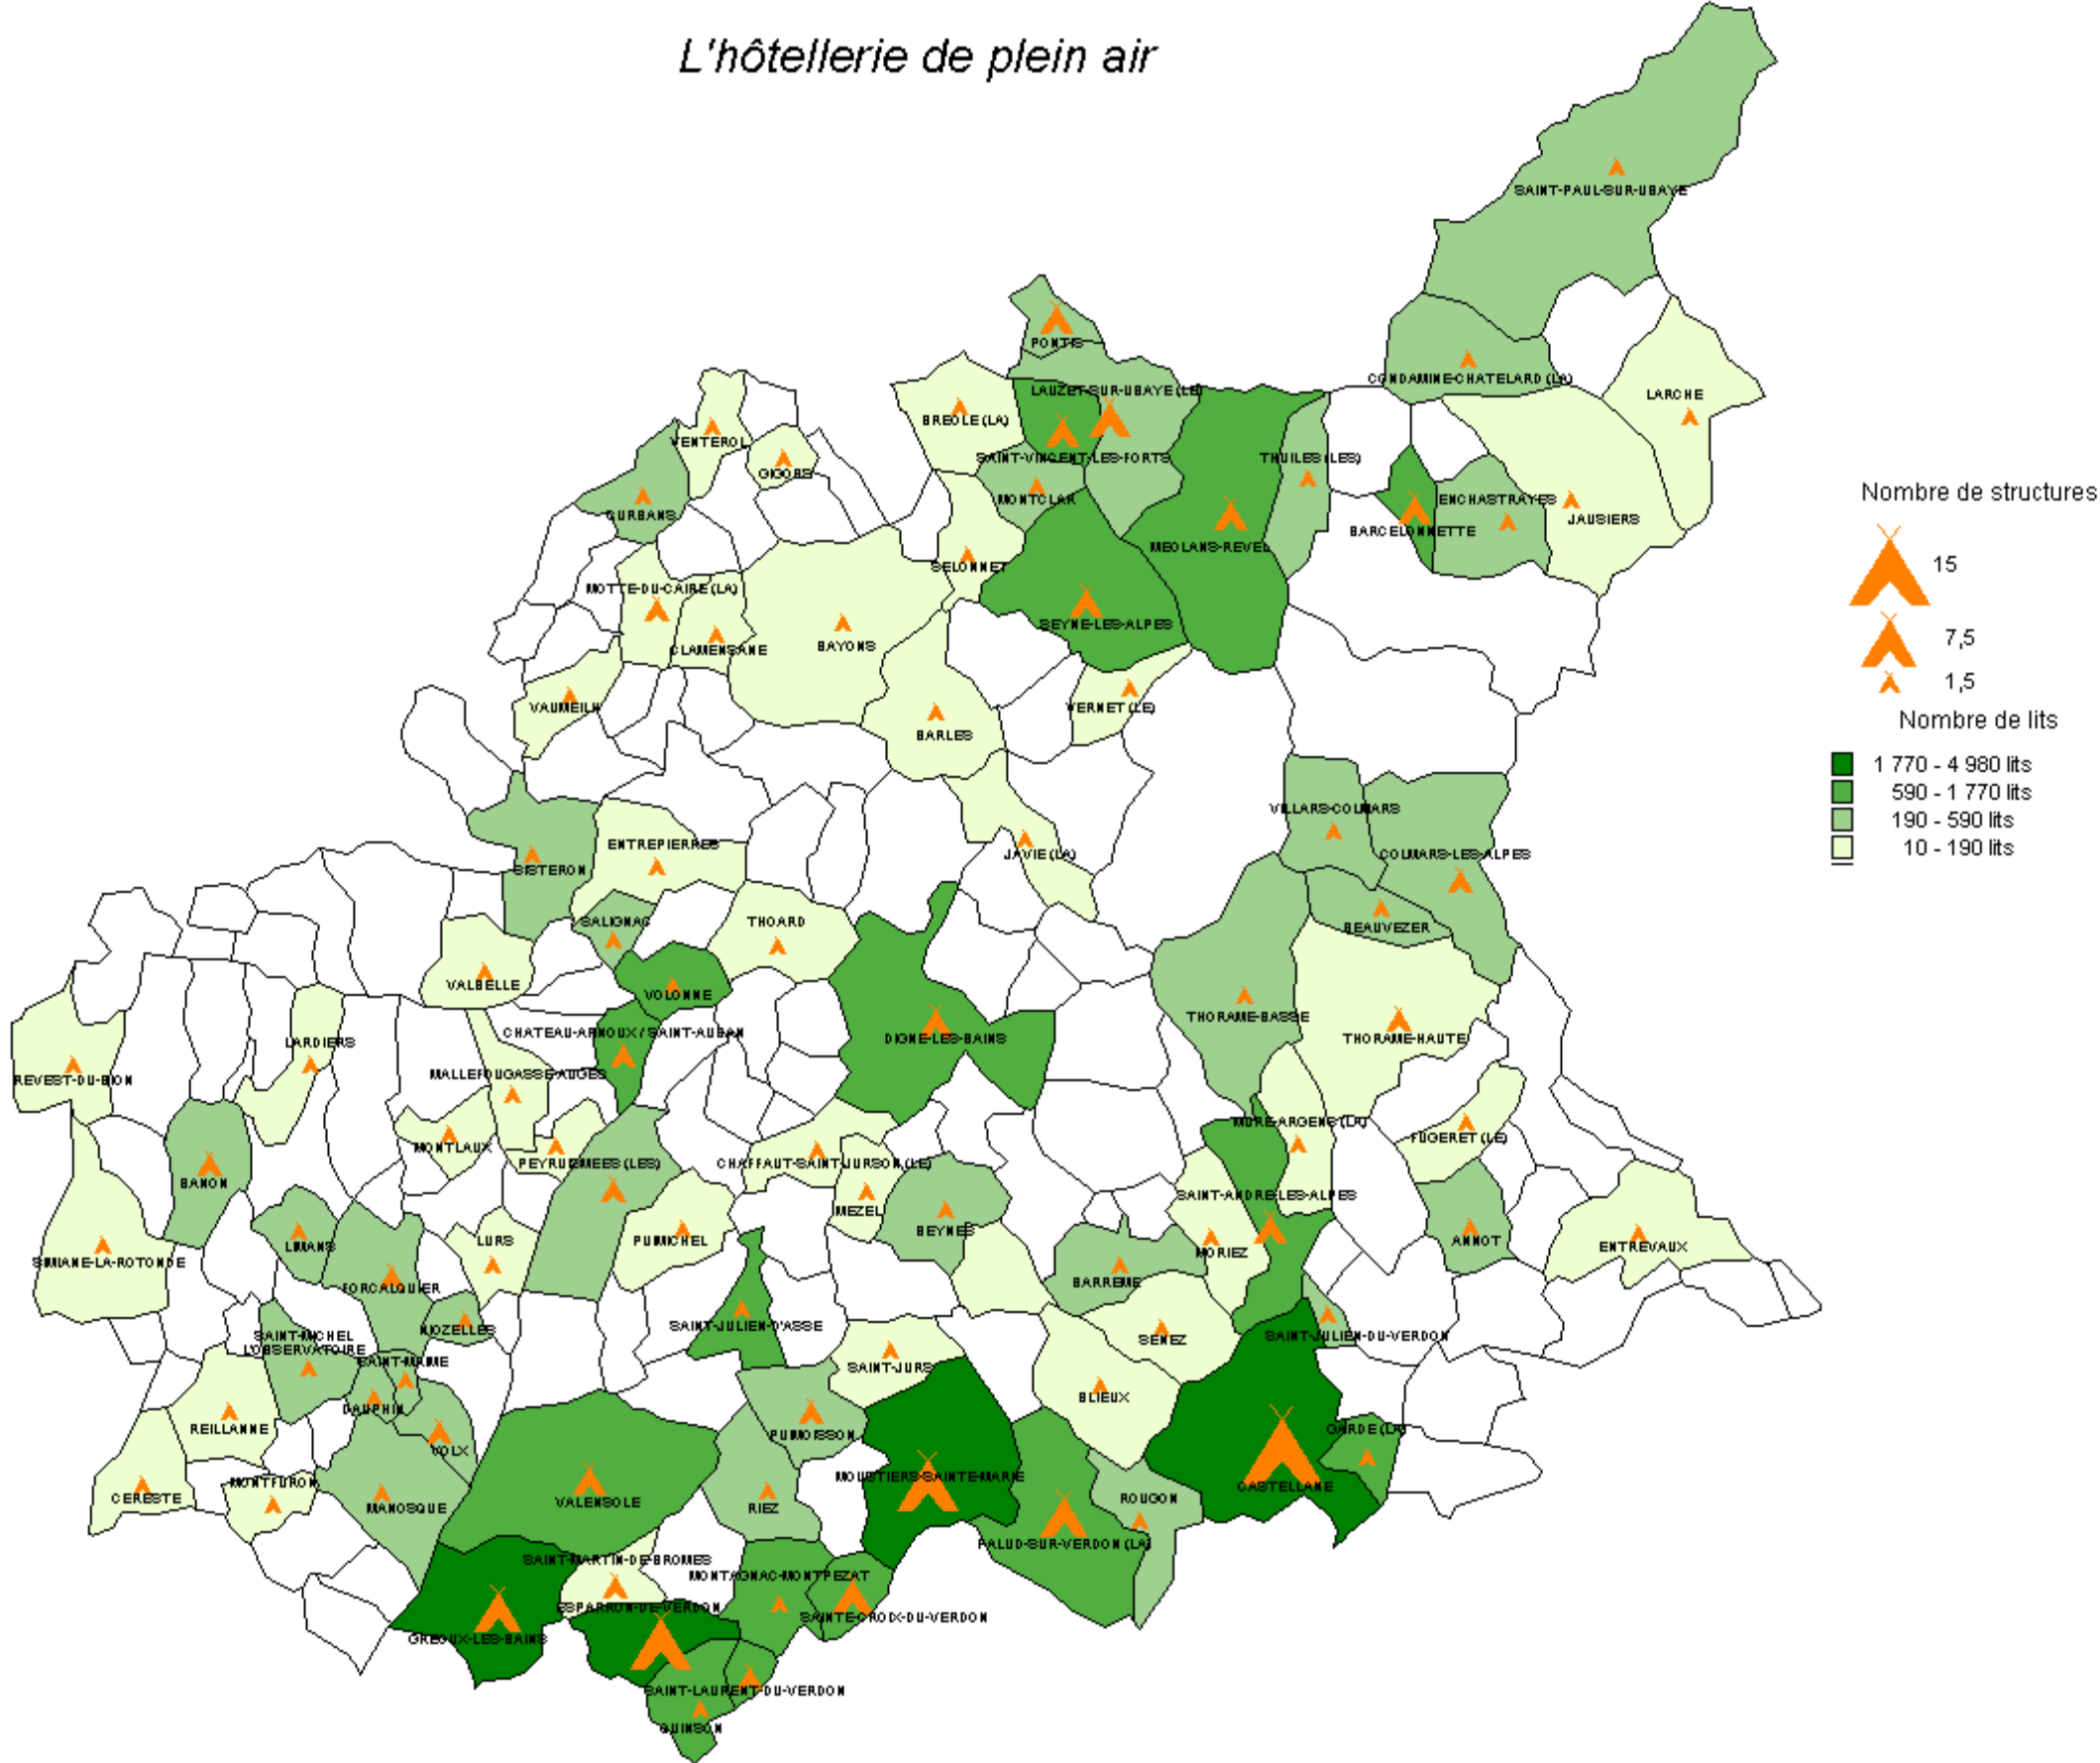 L'hôtellerie de plein air
SAINT-PAUL-SUR-UBAYE
PONTIS
CONDAMINE-CHATELARD (LA)
LAUZET-SUR-UBAYE (LE)
LARCHE
BREOLE (LA)
VENTEROL
SAINT-VINCENT-LES-FORTS
THUILES (LES)
GIGORS
MONTCLAR
ENCHASTRAYES
Nombre de structures
CURBANS
JAUSIERS
BARCELONNETTE
MEOLANS-REVEL
15
SELONNET
MOTTE-DU-CAIRE (LA)
SEYNE-LES-ALPES
7,5
BAYONS
CLAMENSANE
1,5
VAUMEILH
VERNET (LE)
Nombre de lits
BARLES
1 770 - 4 980 lits
590 - 1 770 lits
VILLARS-COLMARS
190 - 590 lits
ENTREPIERRES
10 - 190 lits
JAVIE (LA)
COLMARS-LES-ALPES
SISTERON
SALIGNAC
THOARD
BEAUVEZER
VALBELLE
VOLONNE
THORAME-BASSE
CHATEAU-ARNOUX / SAINT-AUBAN
DIGNE-LES-BAINS
THORAME-HAUTE
LARDIERS
MALLEFOUGASSE-AUGES
REVEST-DU-BION
MURE-ARGENS (LA)
FUGERET (LE)
MONTLAUX
PEYRUIS
MEES (LES)
CHAFFAUT-SAINT-JURSON (LE)
BANON
SAINT-ANDRE-LES-ALPES
MEZEL
BEYNES
LIMANS
LURS
PUIMICHEL
ANNOT
ENTREVAUX
MORIEZ
SIMIANE-LA-ROTONDE
BARREME
FORCALQUIER
SAINT-JULIEN-D'ASSE
NIOZELLES
SAINT-MICHEL
L'OBSERVATOIRE
SENEZ
SAINT-JULIEN-DU-VERDON
SAINT-MAIME
SAINT-JURS
BLIEUX
DAUPHIN
REILLANNE
PUIMOISSON
GARDE (LA)
VOLX
MOUSTIERS-SAINTE-MARIE
MONTFURON
CASTELLANE
CERESTE
ROUGON
VALENSOLE
MANOSQUE
RIEZ
PALUD-SUR-VERDON (LA)
SAINT-MARTIN-DE-BROMES
MONTAGNAC-MONTPEZAT
ESPARRON-DE-VERDON
SAINTE-CROIX-DU-VERDON
GREOUX-LES-BAINS
SAINT-LAURENT-DU-VERDON
QUINSON